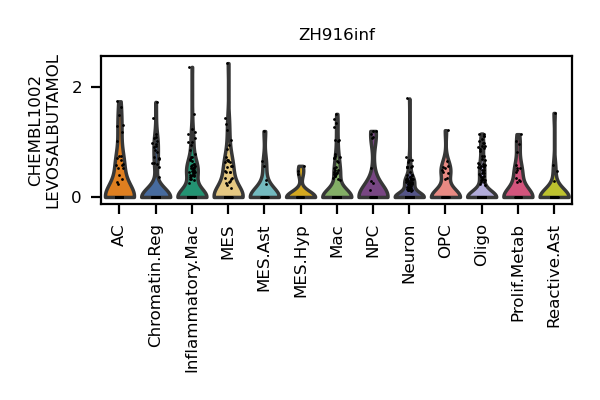 ZH916inf
CHEMBL1002
LEVOSALBUTAMOL
2
0
AC
Chromatin.Reg
Inflammatory.Mac
MES
MES.Ast
MES.Hyp
Mac
NPC
Neuron
OPC
Oligo
Prolif.Metab
Reactive.Ast